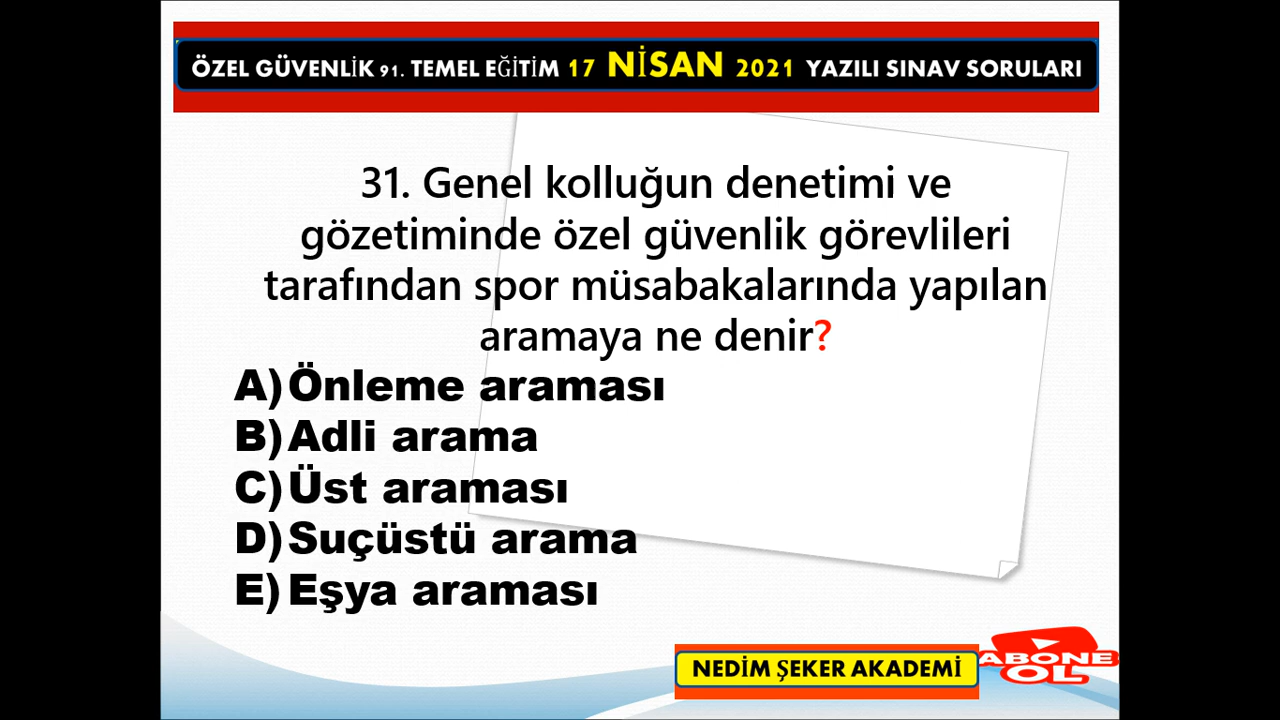 ÖZEL GÜVENLİK 91. TEMEL EĞİTİM 17 NİSAN 2021 YAZILI SINAV SORULARI
31. Genel kolluğun denetimi ve
gözetiminde özel güvenlik görevlileri
tarafından spor müsabakalarında yapılan
aramaya ne denir?
A) Önleme araması
B) Adli arama
C) Üst araması
D) Suçüstü arama
E) Eşya araması
NEDİM ŞEKER AKADEMİ
ABONE
OL